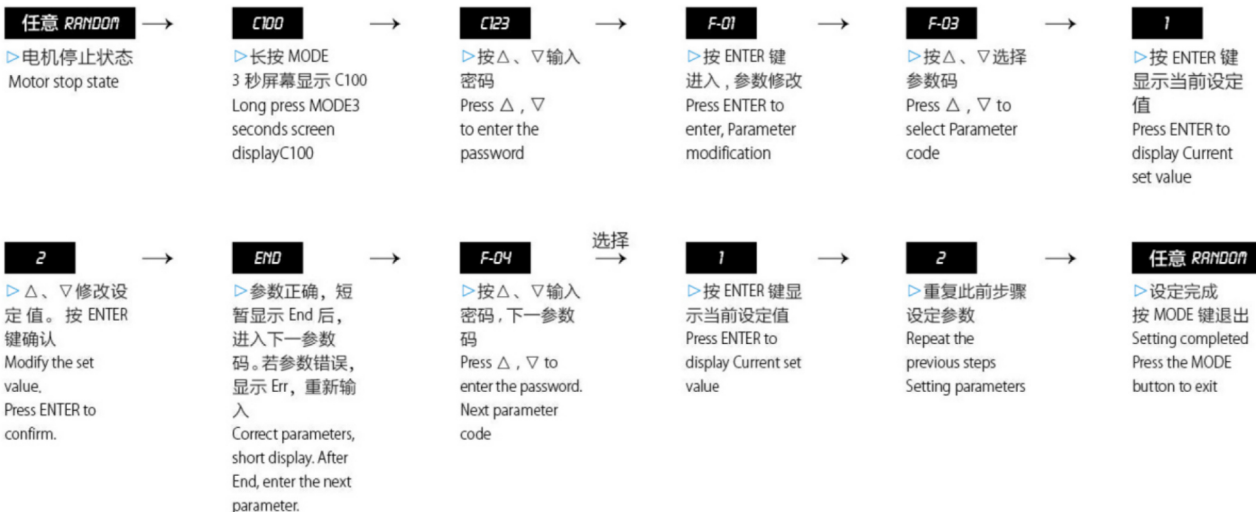 任意 RANDOM →
C100 →
C123 →
F-01 →
F-03 →
1
▷电机停止状态
Motor stop state
▷长按 MODE
3 秒屏幕显示 C100
Long press MODE3
seconds screen
displayC100
▷按△、▽输入
密码
Press △ , ▽
to enter the
password
▷按 ENTER 键
进入 , 参数修改
Press ENTER to
enter, Parameter
modification
▷按△、▽选择
参数码
Press △ , ▽ to
select Parameter
code
▷按 ENTER 键
显示当前设定
值
Press ENTER to
display Current
set value
2 →
END →
F-04
选择
→
1 →
2 →
任意 RANDOM
▷ △、▽修改设
定 值。 按 ENTER
键确认
Modify the set
value,
Press ENTER to
confirm.
▷参数正确，短
暂显示 End 后，
进入下一参数
码。若参数错误，
显示 Err，重新输
入
Correct parameters,
short display. After
End, enter the next
parameter.
▷按△、▽输入
密码 , 下一参数
码
Press △ , ▽ to
enter the password.
Next parameter
code
▷按 ENTER 键显
示当前设定值
Press ENTER to
display Current set
value
▷重复此前步骤
设定参数
Repeat the
previous steps
Setting parameters
▷设定完成
按 MODE 键退出
Setting completed
Press the MODE
button to exit